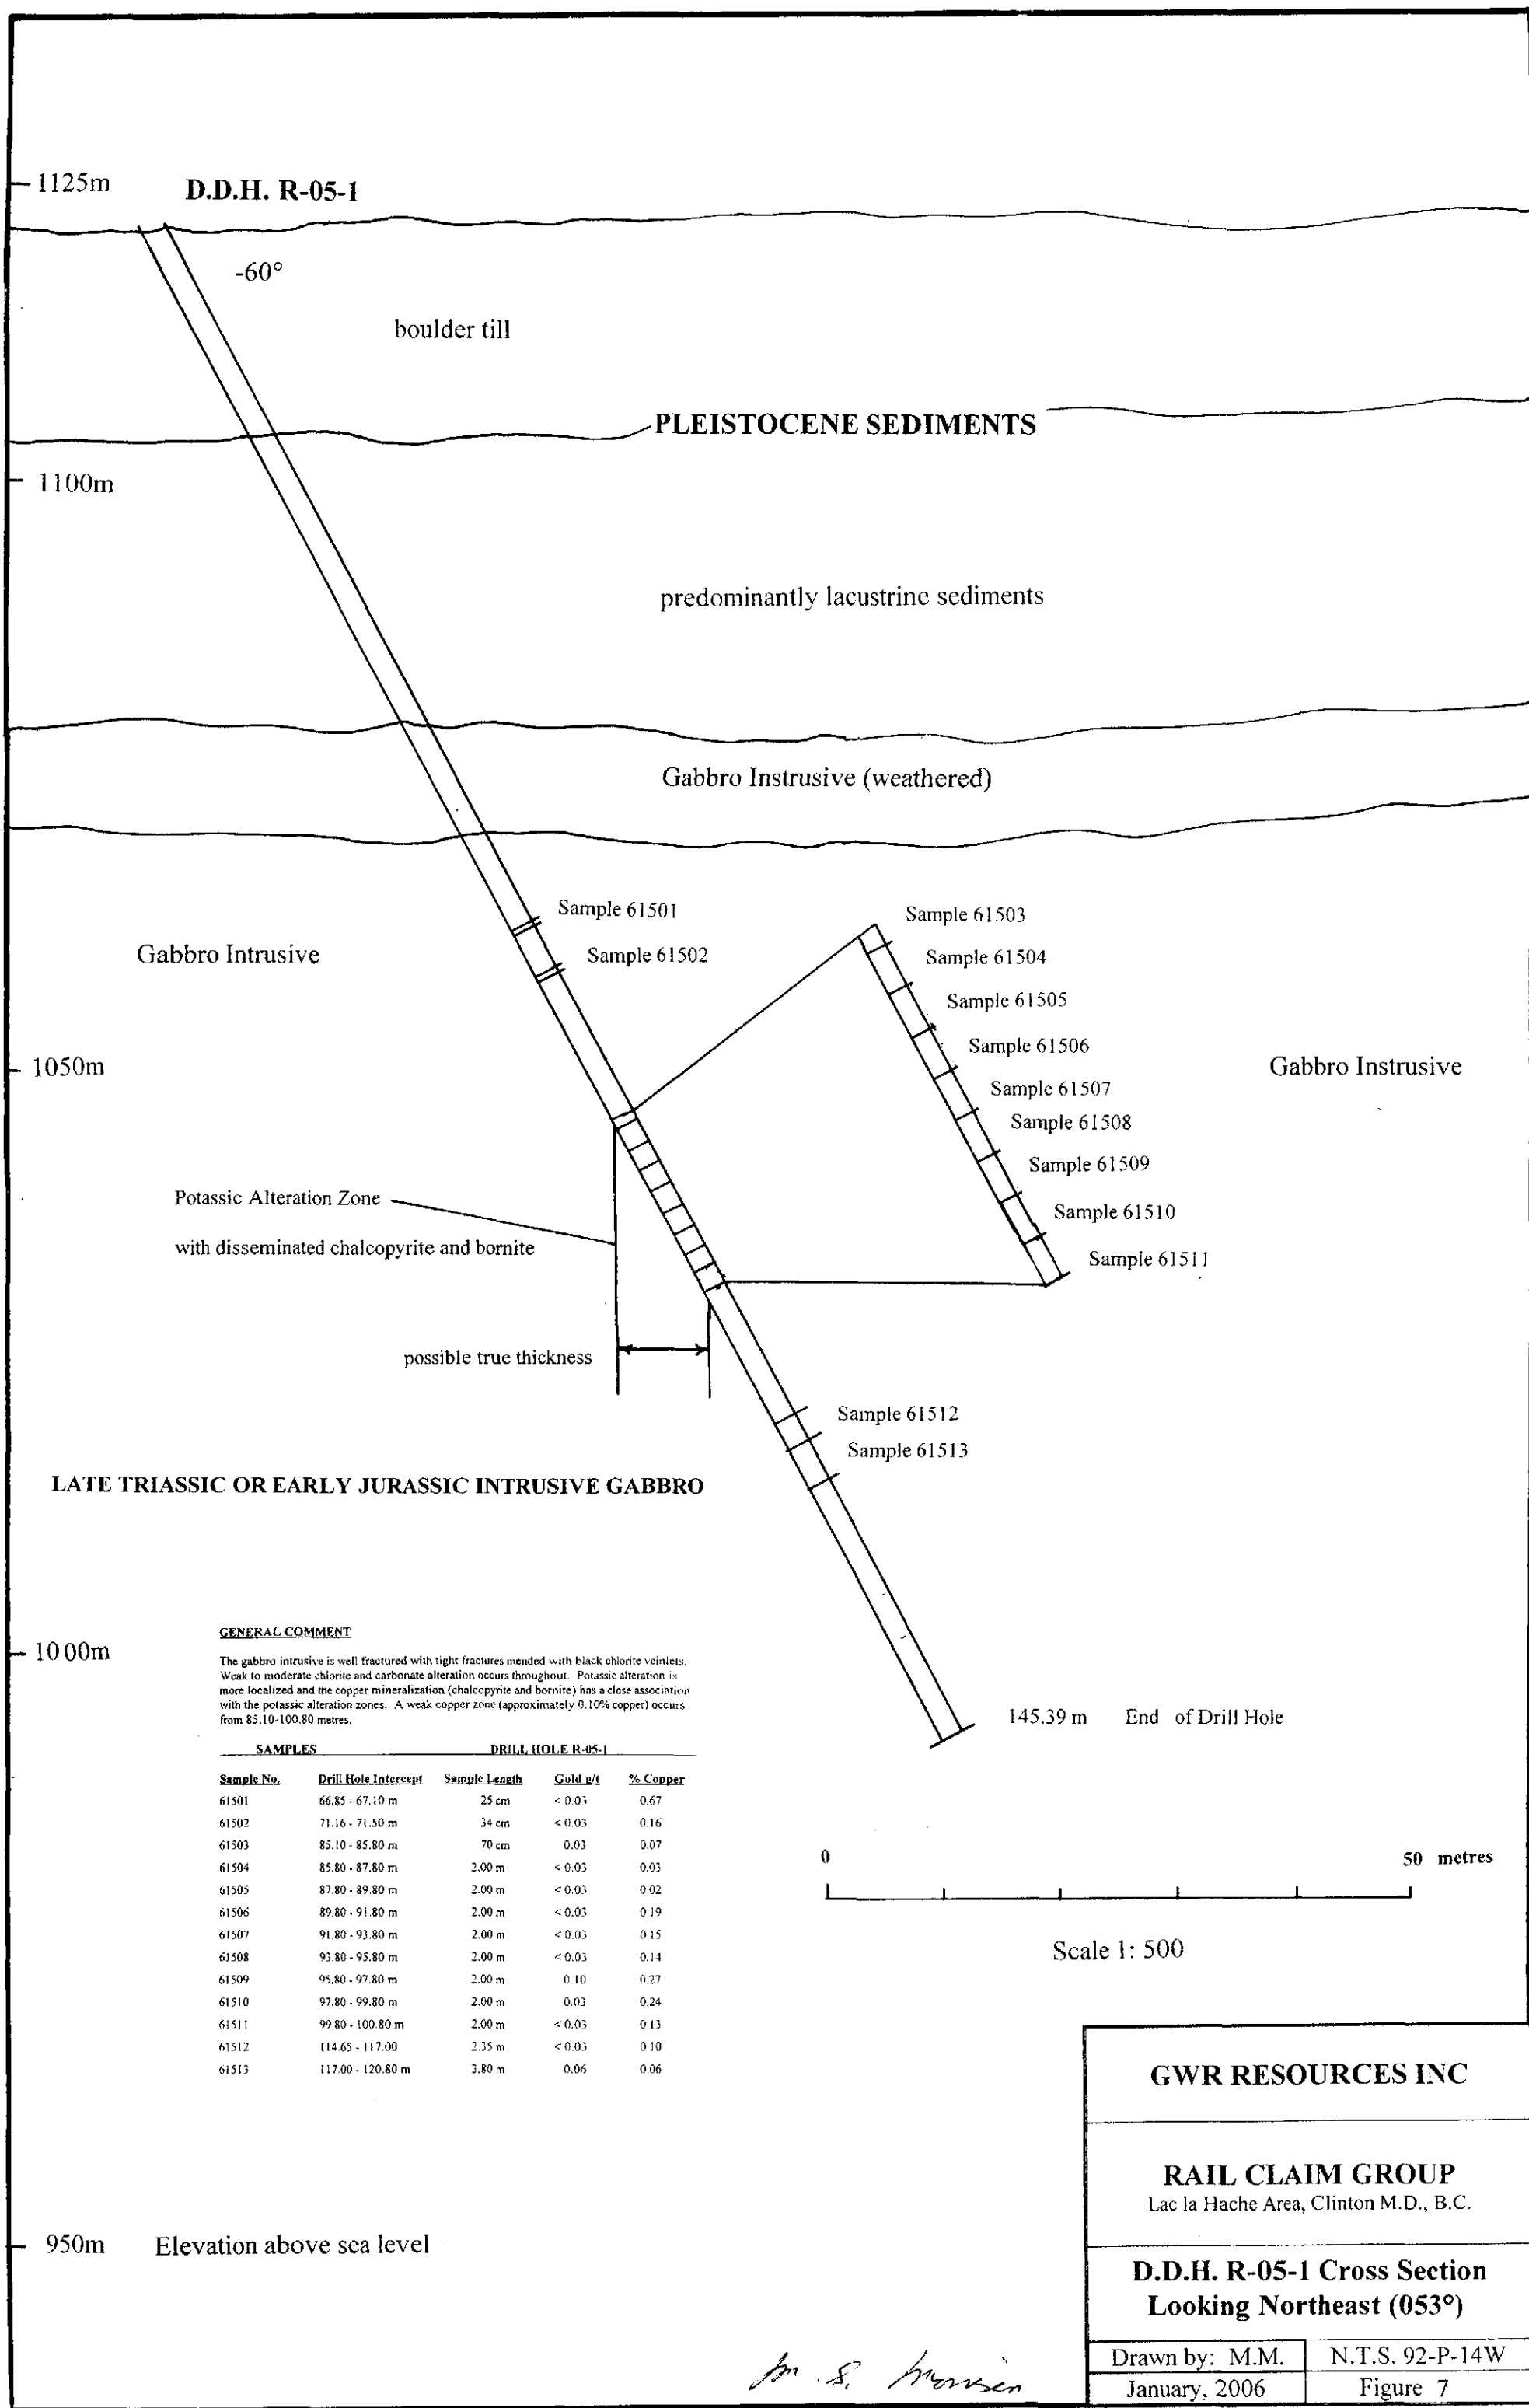 1125m
D.D.H. R-05-1
-60°
boulder till
PLEISTOCENE SEDIMENTS
1100m
predominantly lacustrine sediments
Gabbro Instrusive (weathered)
Sample 61501
Sample 61502
Gabbro Intrusive
Sample 61503
Sample 61504
Sample 61505
Sample 61506
Sample 61507
Sample 61508
Sample 61509
Sample 61510
Sample 61511
1050m
Gabbro Instrusive
Potassic Alteration Zone
with disseminated chalcopyrite and bornite
possible true thickness
Sample 61512
Sample 61513
LATE TRIASSIC OR EARLY JURASSIC INTRUSIVE GABBRO
1000m
GENERAL COMMENT
The gabbro intrusive is well fractured with tight fractures mended with black chlorite veinlets.
Weak to moderate chlorite and carbonate alteration occurs throughout. Potassic alteration is
more localized and the copper mineralization (chalcopyrite and bornite) has a close association
with the potassic alteration zones. A weak copper zone (approximately 0.10% copper) occurs
from 85.10-100.80 metres.
145.39 m End of Drill Hole
SAMPLES DRILL HOLE R-05-1
Sample No. Drill Hole Intercept Sample Length Gold g/t % Copper
61501 66.85 - 67.10 m 25 cm < 0.03 0.67
61502 71.16 - 71.50 m 34 cm < 0.03 0.16
61503 85.10 - 85.80 m 70 cm 0.03 0.07
61504 85.80 - 87.80 m 2.00 m < 0.03 0.03
61505 87.80 - 89.80 m 2.00 m < 0.03 0.02
61506 89.80 - 91.80 m 2.00 m < 0.03 0.19
61507 91.80 - 93.80 m 2.00 m < 0.03 0.15
61508 93.80 - 95.80 m 2.00 m < 0.03 0.14
61509 95.80 - 97.80 m 2.00 m 0.10 0.27
61510 97.80 - 99.80 m 2.00 m 0.03 0.24
61511 99.80 - 100.80 m 2.00 m < 0.03 0.13
61512 114.65 - 117.00 2.35 m < 0.03 0.10
61513 117.00 - 120.80 m 3.80 m 0.06 0.06
0 50 metres
Scale 1: 500
GWR RESOURCES INC
RAIL CLAIM GROUP
Lac la Hache Area, Clinton M.D., B.C.
950m Elevation above sea level
D.D.H. R-05-1 Cross Section
Looking Northeast (053°)
Drawn by: M.M. N.T.S. 92-P-14W
January, 2006 Figure 7